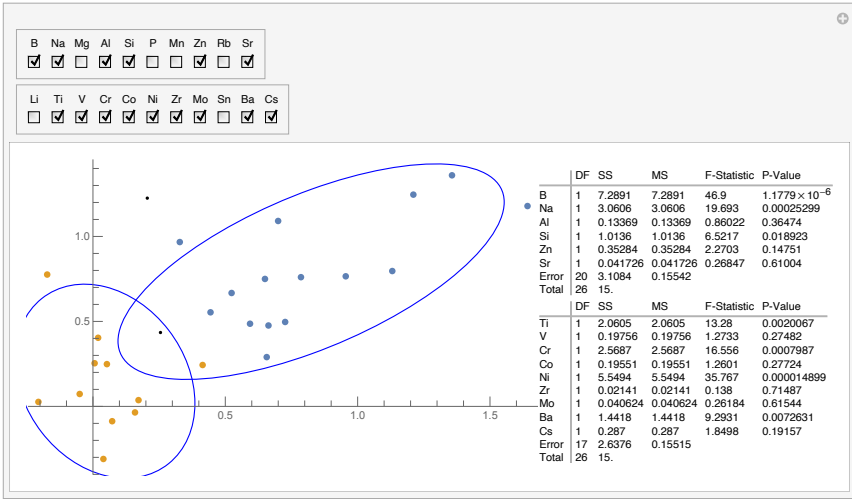 B Na Mg Al Si P Mn Zn Rb Sr
Li Ti V Cr Co Ni Zr Mo Sn Ba Cs
1.0
0.5
0.5 1.0 1.5
DF SS MS F-Statistic P-Value
B 1 7.2891 7.2891 46.9 1.1779×10⁻⁶
Na 1 3.0606 3.0606 19.693 0.00025299
Al 1 0.13369 0.13369 0.86022 0.36474
Si 1 1.0136 1.0136 6.5217 0.018923
Zn 1 0.35284 0.35284 2.2703 0.14751
Sr 1 0.041726 0.041726 0.26847 0.61004
Error 20 3.1084 0.15542
Total 26 15.
DF SS MS F-Statistic P-Value
Ti 1 2.0605 2.0605 13.28 0.0020067
V 1 0.19756 0.19756 1.2733 0.27482
Cr 1 2.5687 2.5687 16.556 0.0007987
Co 1 0.19551 0.19551 1.2601 0.27724
Ni 1 5.5494 5.5494 35.767 0.000014899
Zr 1 0.02141 0.02141 0.138 0.71487
Mo 1 0.040624 0.040624 0.26184 0.61544
Ba 1 1.4418 1.4418 9.2931 0.0072631
Cs 1 0.287 0.287 1.8498 0.19157
Error 17 2.6376 0.15515
Total 26 15.